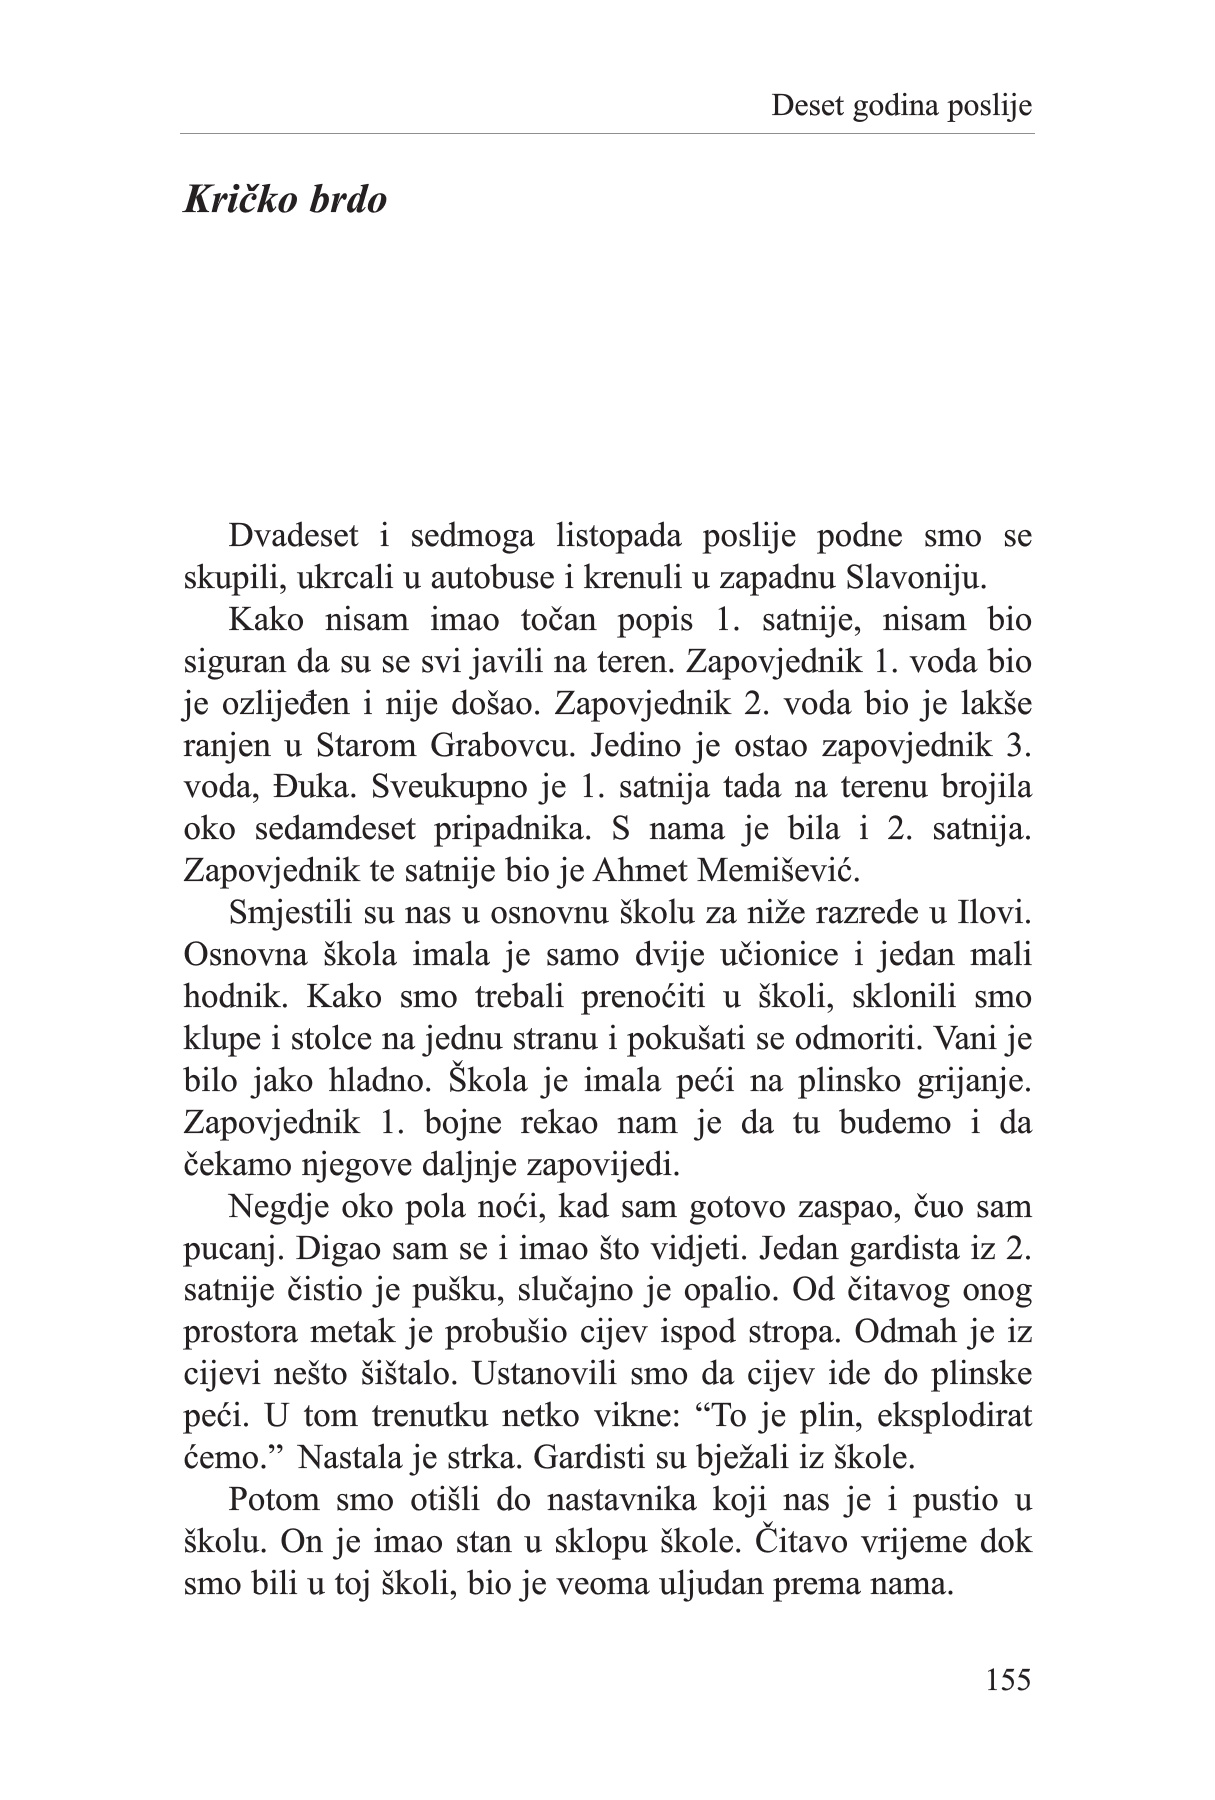 Deset godina poslije
Kričko brdo
Dvadeset i sedmoga listopada poslije podne smo se
skupili, ukrcali u autobuse i krenuli u zapadnu Slavoniju.
Kako nisam imao točan popis 1. satnije, nisam bio
siguran da su se svi javili na teren. Zapovjednik 1. voda bio
je ozlijeđen i nije došao. Zapovjednik 2. voda bio je lakše
ranjen u Starom Grabovcu. Jedino je ostao zapovjednik 3.
voda, Đuka. Sveukupno je 1. satnija tada na terenu brojila
oko sedamdeset pripadnika. S nama je bila i 2. satnija.
Zapovjednik te satnije bio je Ahmet Memišević.
Smjestili su nas u osnovnu školu za niže razrede u Ilovi.
Osnovna škola imala je samo dvije učionice i jedan mali
hodnik. Kako smo trebali prenoćiti u školi, sklonili smo
klupe i stolce na jednu stranu i pokušati se odmoriti. Vani je
bilo jako hladno. Škola je imala peći na plinsko grijanje.
Zapovjednik 1. bojne rekao nam je da tu budemo i da
čekamo njegove daljnje zapovijedi.
Negdje oko pola noći, kad sam gotovo zaspao, čuo sam
pucanj. Digao sam se i imao što vidjeti. Jedan gardista iz 2.
satnije čistio je pušku, slučajno je opalio. Od čitavog onog
prostora metak je probušio cijev ispod stropa. Odmah je iz
cijevi nešto šištalo. Ustanovili smo da cijev ide do plinske
peći. U tom trenutku netko vikne: “To je plin, eksplodirat
ćemo.” Nastala je strka. Gardisti su bježali iz škole.
Potom smo otišli do nastavnika koji nas je i pustio u
školu. On je imao stan u sklopu škole. Čitavo vrijeme dok
smo bili u toj školi, bio je veoma uljudan prema nama.
155